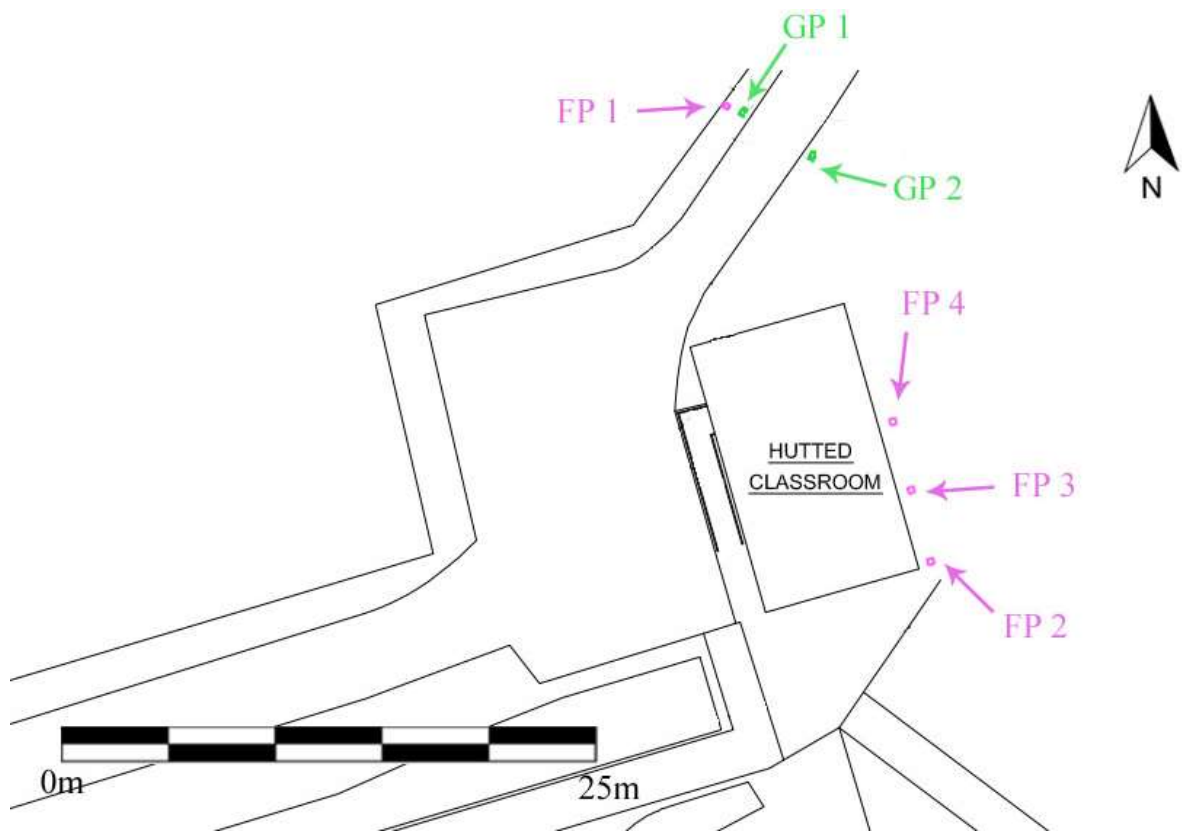 GP 1
FP 1
GP 2
N
FP 4
HUTTED
CLASSROOM
FP 3
FP 2
0m
25m